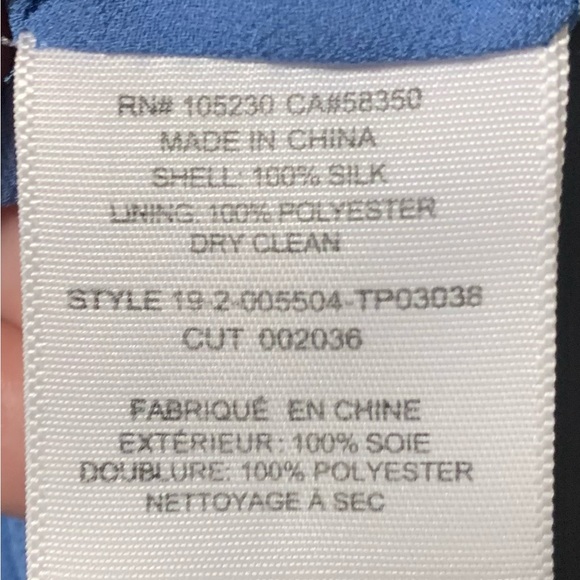 RN# 105230 CA#58350
MADE IN CHINA
SHELL: 100% SILK
LINING: 100% POLYESTER
DRY CLEAN
STYLE 19-2-005504-TP03038
CUT 002036
FABRIQUÉ EN CHINE
EXTÉRIEUR: 100% SOIE
DOUBLURE: 100% POLYESTER
NETTOYAGE À SEC